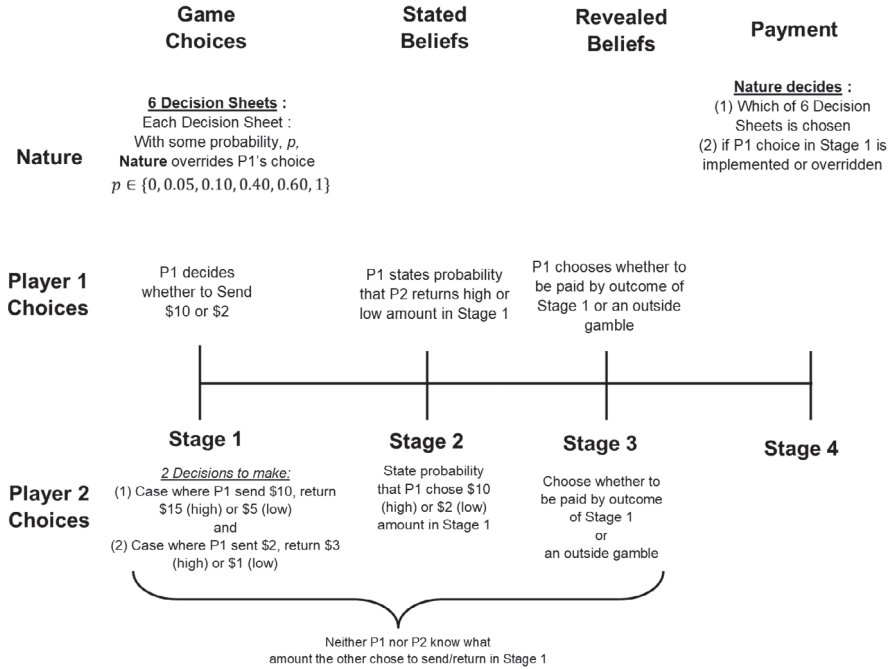 Game
Choices
Stated
Beliefs
Revealed
Beliefs
Payment
Nature
6 Decision Sheets :
Each Decision Sheet :
With some probability, p,
Nature overrides P1's choice
p ∈ {0, 0.05, 0.10, 0.40, 0.60, 1}
Nature decides :
(1) Which of 6 Decision
Sheets is chosen
(2) if P1 choice in Stage 1 is
implemented or overridden
Player 1
Choices
P1 decides
whether to Send
$10 or $2
P1 states probability
that P2 returns high or
low amount in Stage 1
P1 chooses whether to
be paid by outcome of
Stage 1 or an outside
gamble
Stage 1
Stage 2
Stage 3
Stage 4
Player 2
Choices
2 Decisions to make:
(1) Case where P1 send $10, return
$15 (high) or $5 (low)
and
(2) Case where P1 sent $2, return $3
(high) or $1 (low)
State probability
that P1 chose $10
(high) or $2 (low)
amount in Stage 1
Choose whether to
be paid by outcome
of Stage 1
or
an outside gamble
Neither P1 nor P2 know what
amount the other chose to send/return in Stage 1